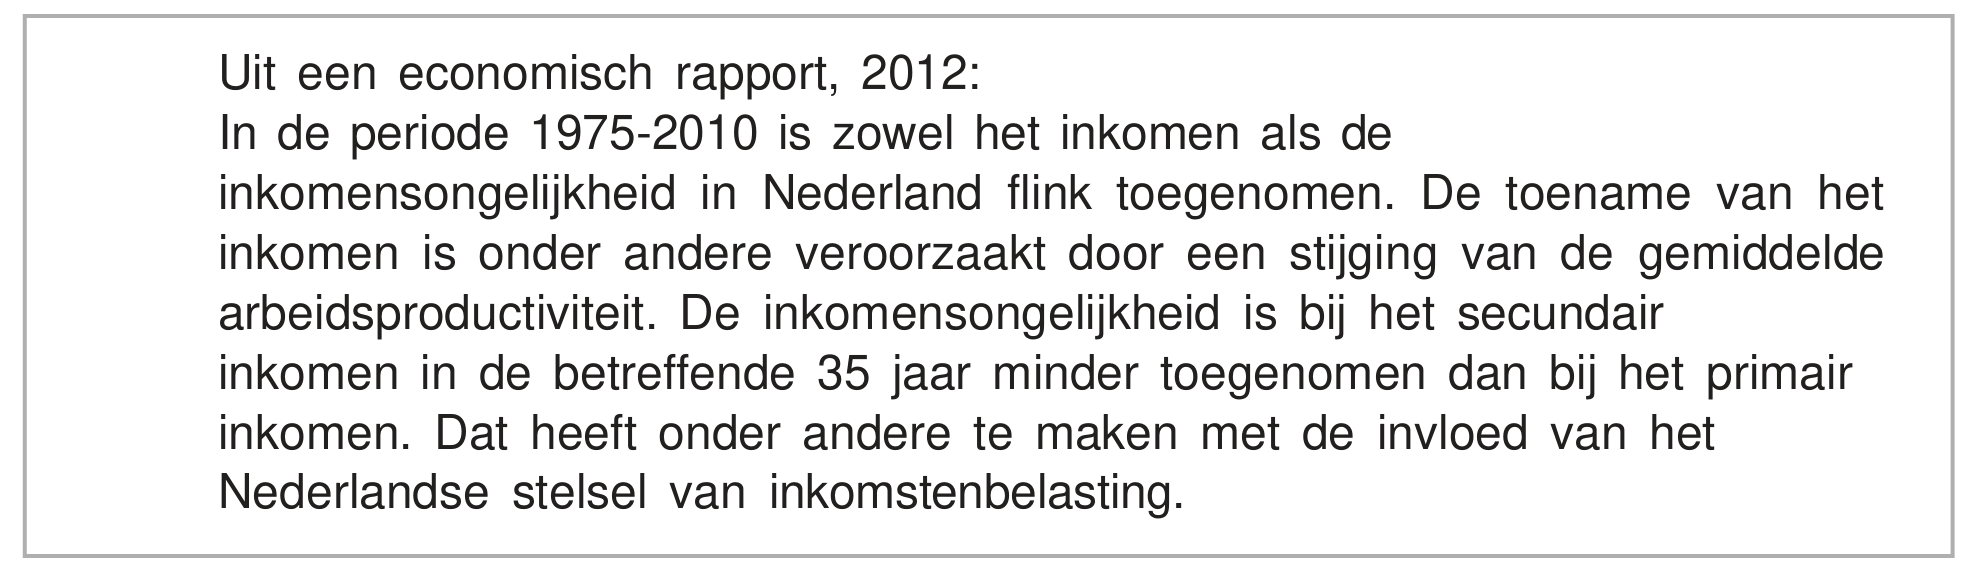 Uit een economisch rapport, 2012:
In de periode 1975-2010 is zowel het inkomen als de
inkomensongelijkheid in Nederland flink toegenomen. De toename van het
inkomen is onder andere veroorzaakt door een stijging van de gemiddelde
arbeidsproductiviteit. De inkomensongelijkheid is bij het secundair
inkomen in de betreffende 35 jaar minder toegenomen dan bij het primair
inkomen. Dat heeft onder andere te maken met de invloed van het
Nederlandse stelsel van inkomstenbelasting.